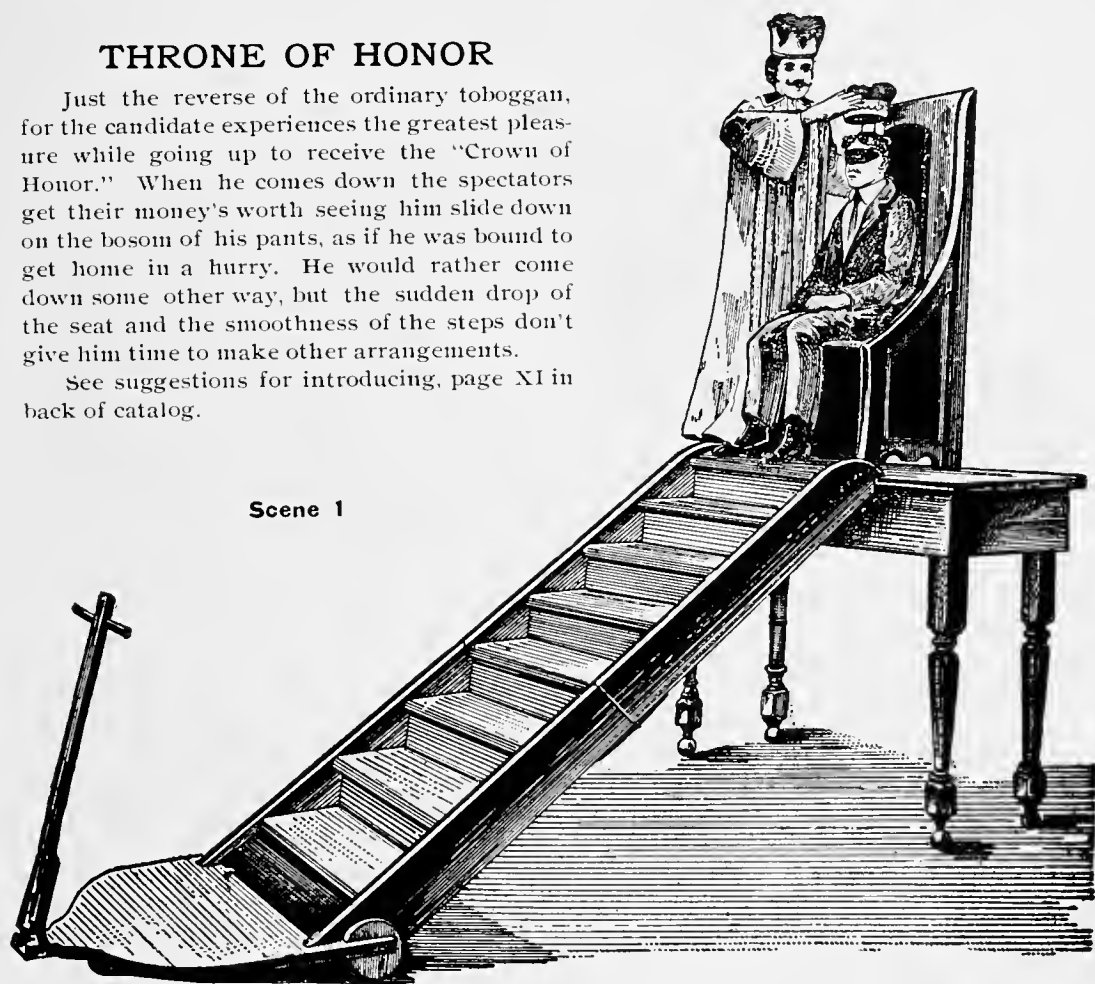 THRONE OF HONOR
Just the reverse of the ordinary toboggan,
for the candidate experiences the greatest pleas-
ure while going up to receive the "Crown of
Honor." When he comes down the spectators
get their money's worth seeing him slide down
on the bosom of his pants, as if he was bound to
get home in a hurry. He would rather come
down some other way, but the sudden drop of
the seat and the smoothness of the steps don't
give him time to make other arrangements.
See suggestions for introducing, page XI in
back of catalog.
Scene 1